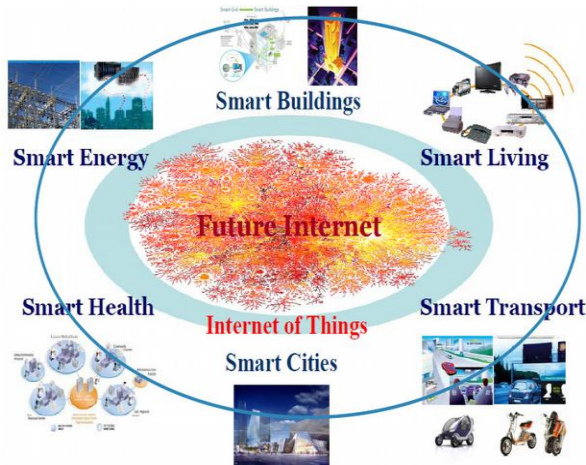 Smart Buildings
Smart Energy
Smart Living
Future Internet
Smart Health
Smart Transport
Internet of Things
Smart Cities